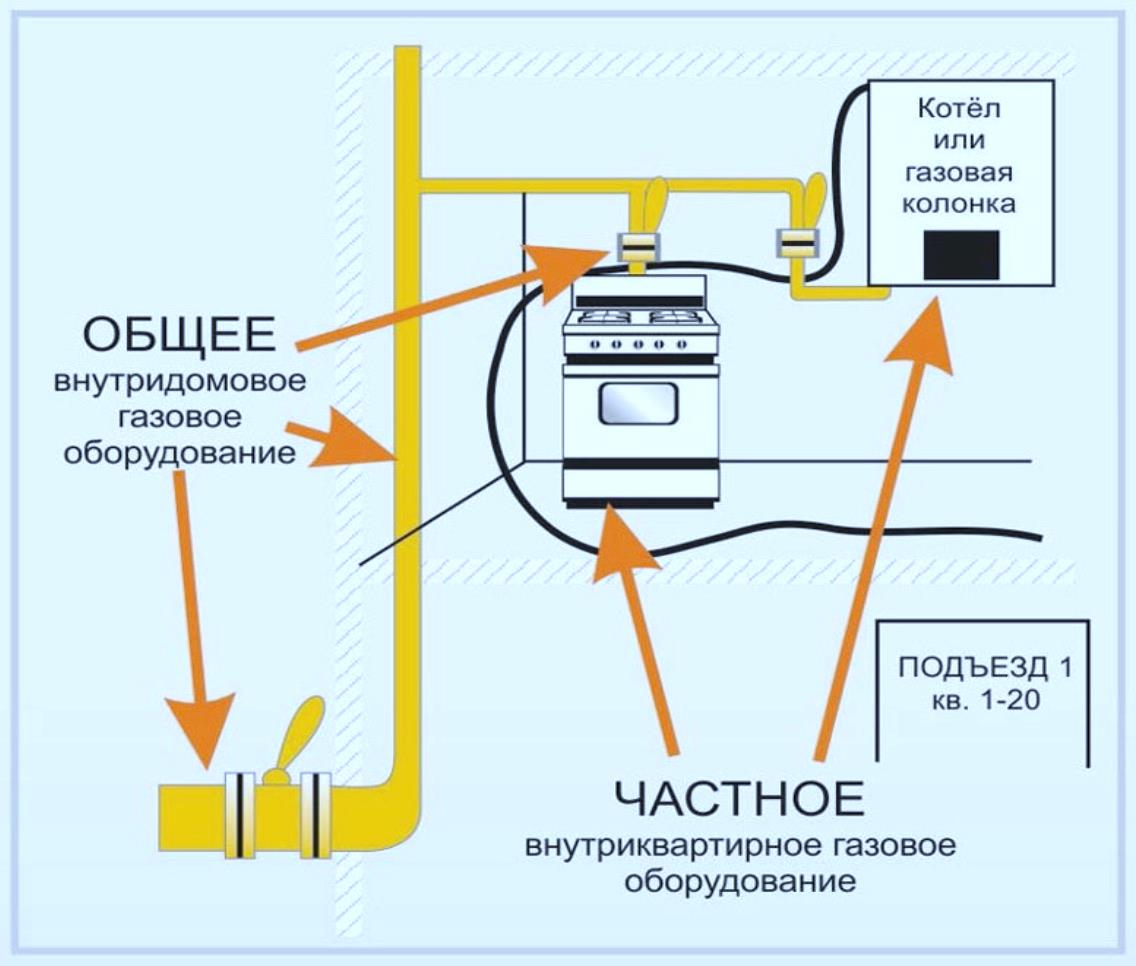 Котёл
или
газовая
колонка
ОБЩЕЕ
внутридомовое
газовое
оборудование
ПОДЪЕЗД 1
кв. 1-20
ЧАСТНОЕ
внутриквартирное газовое
оборудование